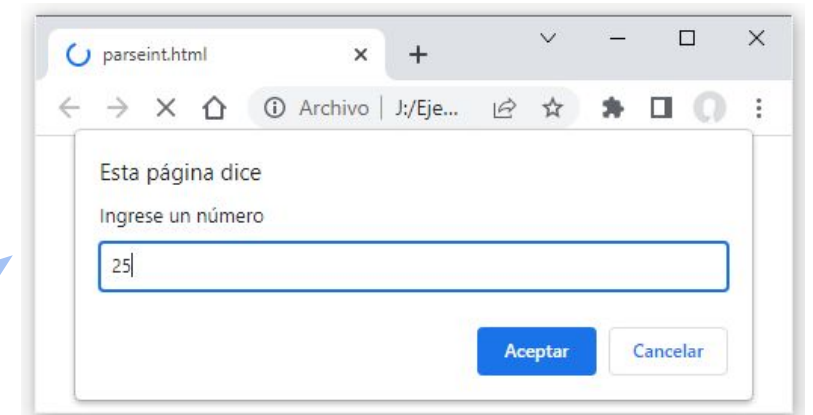 parseint.html
Archivo | J:/Eje...
Esta página dice
Ingrese un número
25
Aceptar Cancelar